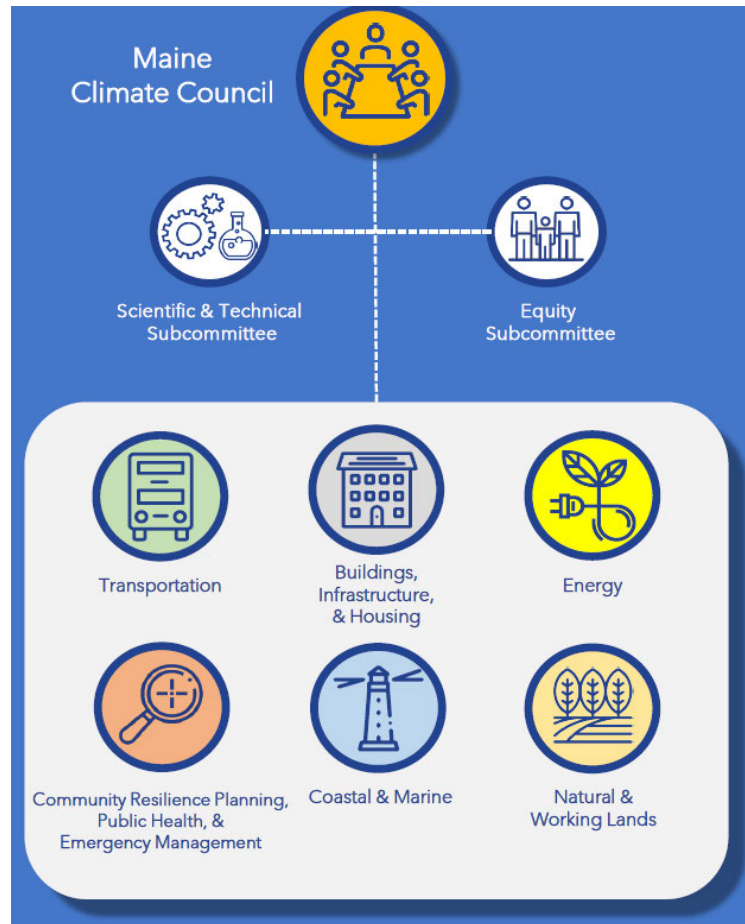 Maine
Climate Council
Scientific & Technical
Subcommittee
Equity
Subcommittee
Transportation
Buildings,
Infrastructure,
& Housing
Energy
Community Resilience Planning,
Public Health, &
Emergency Management
Coastal & Marine
Natural &
Working Lands